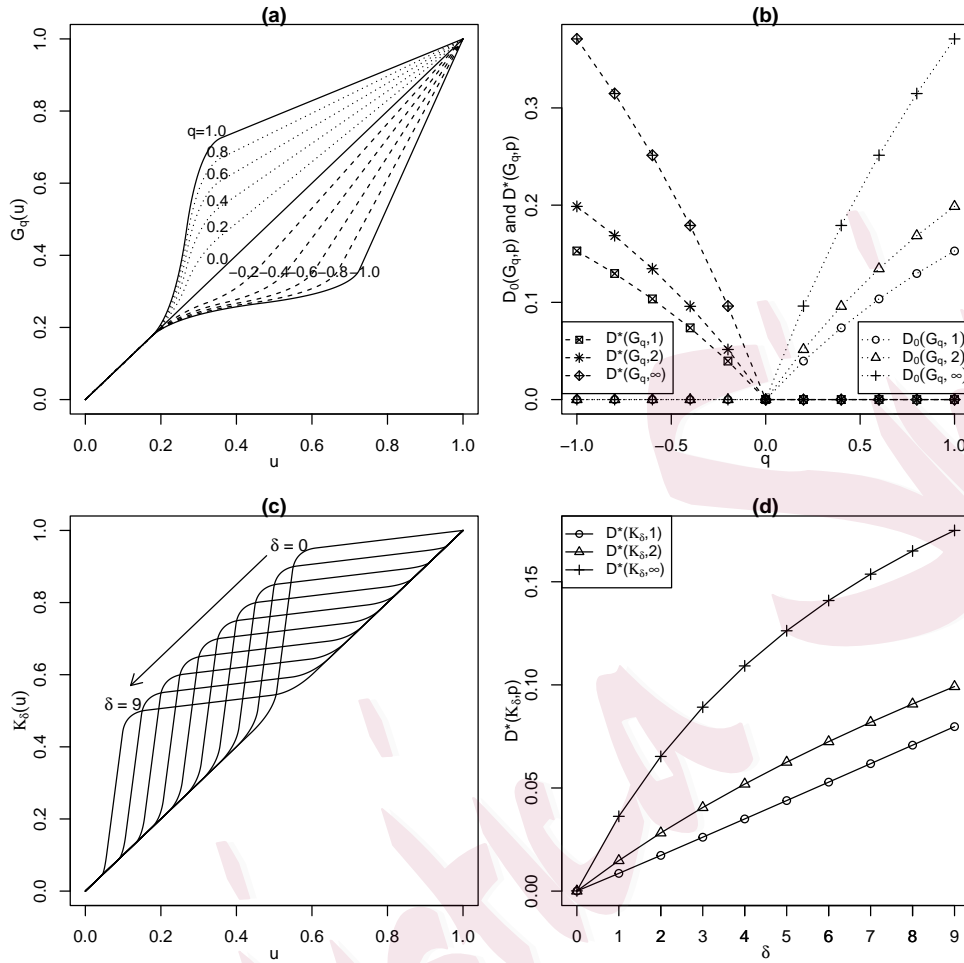 (a)
1.0
0.8
0.6
0.4
0.2
0.0
G_q(u)
q=1.0
0.8
0.6
0.4
0.2
0.0
−0.2 −0.4 −0.6 −0.8 −1.0
0.0 0.2 0.4 0.6 0.8 1.0
u
(b)
0.3
0.2
0.1
0.0
D_0(G_q,p) and D*(G_q,p)
D*(G_q,1)
D*(G_q,2)
D*(G_q,∞)
D_0(G_q, 1)
D_0(G_q, 2)
D_0(G_q, ∞)
−1.0 −0.5 0.0 0.5 1.0
q
(c)
1.0
0.8
0.6
0.4
0.2
0.0
K_δ(u)
δ = 0
δ = 9
0.0 0.2 0.4 0.6 0.8 1.0
u
(d)
0.15
0.10
0.05
0.00
D*(K_δ,p)
D*(K_δ,1)
D*(K_δ,2)
D*(K_δ,∞)
0 1 2 3 4 5 6 7 8 9
δ